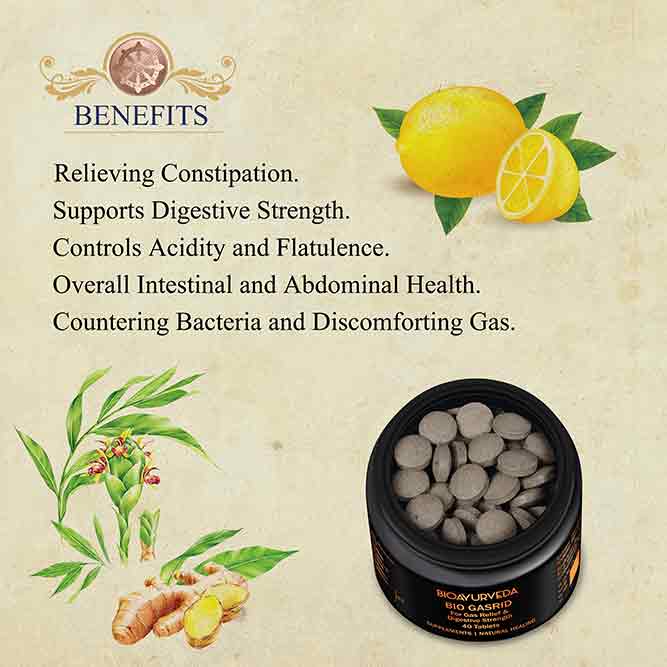 BENEFITS
Relieving Constipation.
Supports Digestive Strength.
Controls Acidity and Flatulence.
Overall Intestinal and Abdominal Health.
Countering Bacteria and Discomforting Gas.
BIOAYURVEDA
BIO GASRID
For Gas Relief &
Digestive Strength
40 Tablets
SUPPLEMENTS | NATURAL HEALING